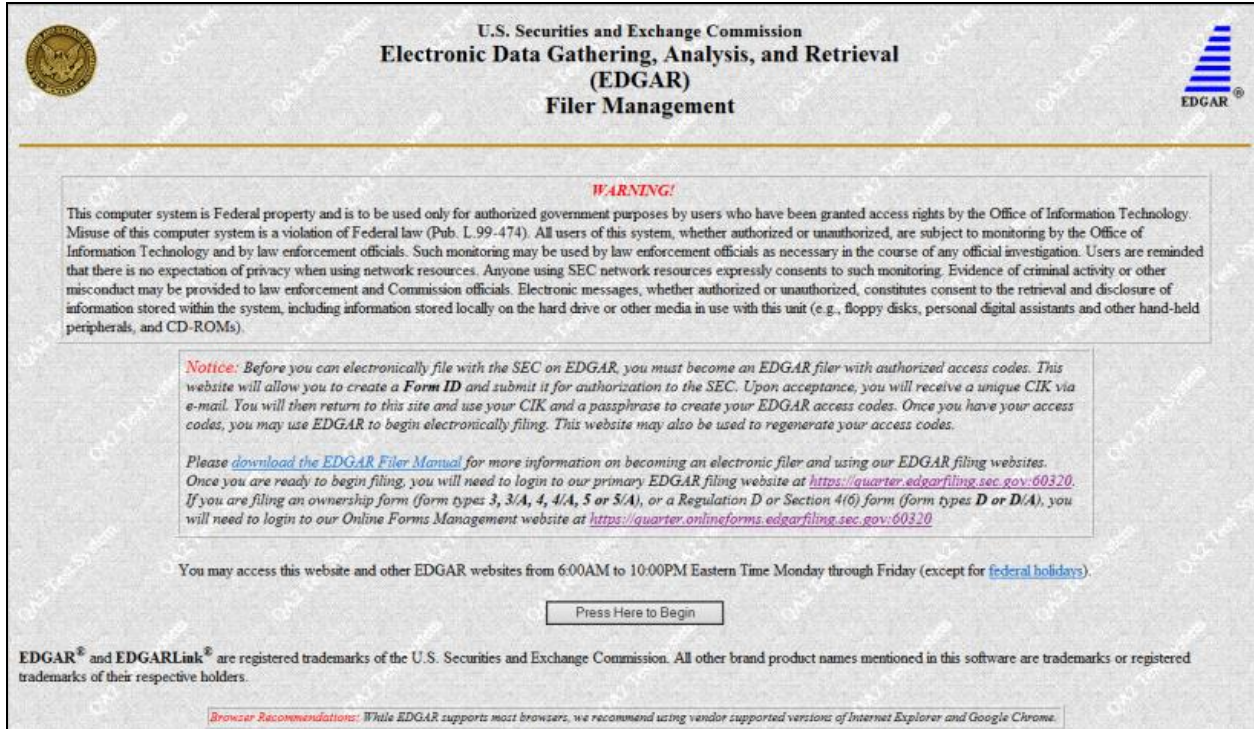 U.S. Securities and Exchange Commission
Electronic Data Gathering, Analysis, and Retrieval
(EDGAR)
Filer Management
EDGAR ®
WARNING!
This computer system is Federal property and is to be used only for authorized government purposes by users who have been granted access rights by the Office of Information Technology.
Misuse of this computer system is a violation of Federal law (Pub. L.99-474). All users of this system, whether authorized or unauthorized, are subject to monitoring by the Office of
Information Technology and by law enforcement officials. Such monitoring may be used by law enforcement officials as necessary in the course of any official investigation. Users are reminded
that there is no expectation of privacy when using network resources. Anyone using SEC network resources expressly consents to such monitoring. Evidence of criminal activity or other
misconduct may be provided to law enforcement and Commission officials. Electronic messages, whether authorized or unauthorized, constitutes consent to the retrieval and disclosure of
information stored within the system, including information stored locally on the hard drive or other media in use with this unit (e.g., floppy disks, personal digital assistants and other hand-held
peripherals, and CD-ROMs).
Notice: Before you can electronically file with the SEC on EDGAR, you must become an EDGAR filer with authorized access codes. This
website will allow you to create a Form ID and submit it for authorization to the SEC. Upon acceptance, you will receive a unique CIK via
e-mail. You will then return to this site and use your CIK and a passphrase to create your EDGAR access codes. Once you have your access
codes, you may use EDGAR to begin electronically filing. This website may also be used to regenerate your access codes.
Please download the EDGAR Filer Manual for more information on becoming an electronic filer and using our EDGAR filing websites.
Once you are ready to begin filing, you will need to login to our primary EDGAR filing website at https://quarter.edgarfiling.sec.gov:60320.
If you are filing an ownership form (form types 3, 3/A, 4, 4/A, 5 or 5/A), or a Regulation D or Section 4(6) form (form types D or D/A), you
will need to login to our Online Forms Management website at https://quarter.onlineforms.edgarfiling.sec.gov:60320
You may access this website and other EDGAR websites from 6:00AM to 10:00PM Eastern Time Monday through Friday (except for federal holidays).
Press Here to Begin
EDGAR® and EDGARLink® are registered trademarks of the U.S. Securities and Exchange Commission. All other brand product names mentioned in this software are trademarks or registered
trademarks of their respective holders.
Browser Recommendations: While EDGAR supports most browsers, we recommend using vendor supported versions of Internet Explorer and Google Chrome.
QA2 Test System